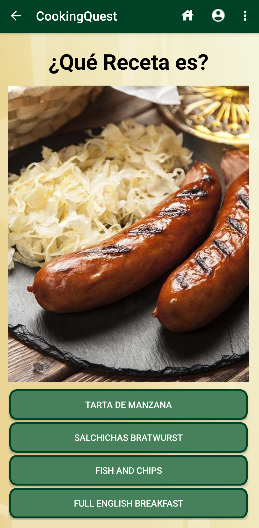 CookingQuest
¿Qué Receta es?
TARTA DE MANZANA
SALCHICHAS BRATWURST
FISH AND CHIPS
FULL ENGLISH BREAKFAST